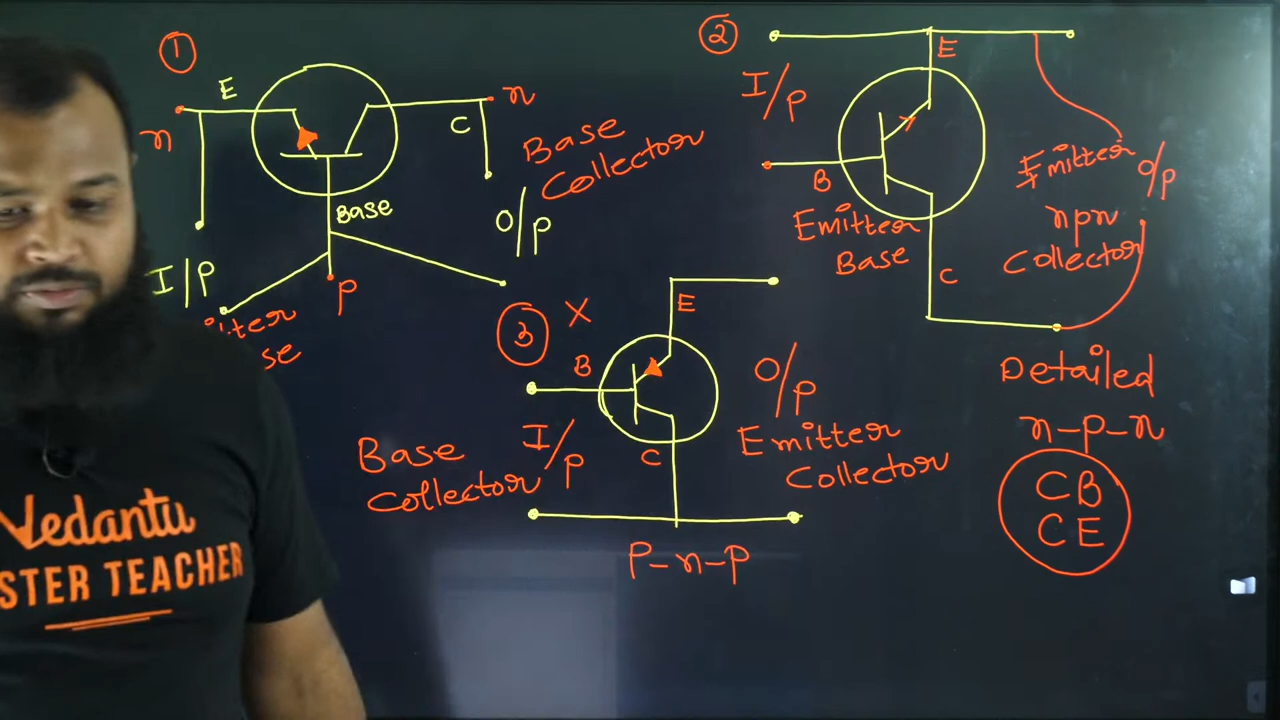 1
E
n
n
C
Base
Collector
Base
I/P
O/P
P
2
E
I/P
B
Emitter
Base
C
Emitter
O/P
npn
Collector
3 X
E
B
I/P
C
Base
Collector
O/P
Emitter
Collector
P-n-p
Detailed
n-p-n
CB
CE
Vedantu
STER TEACHER